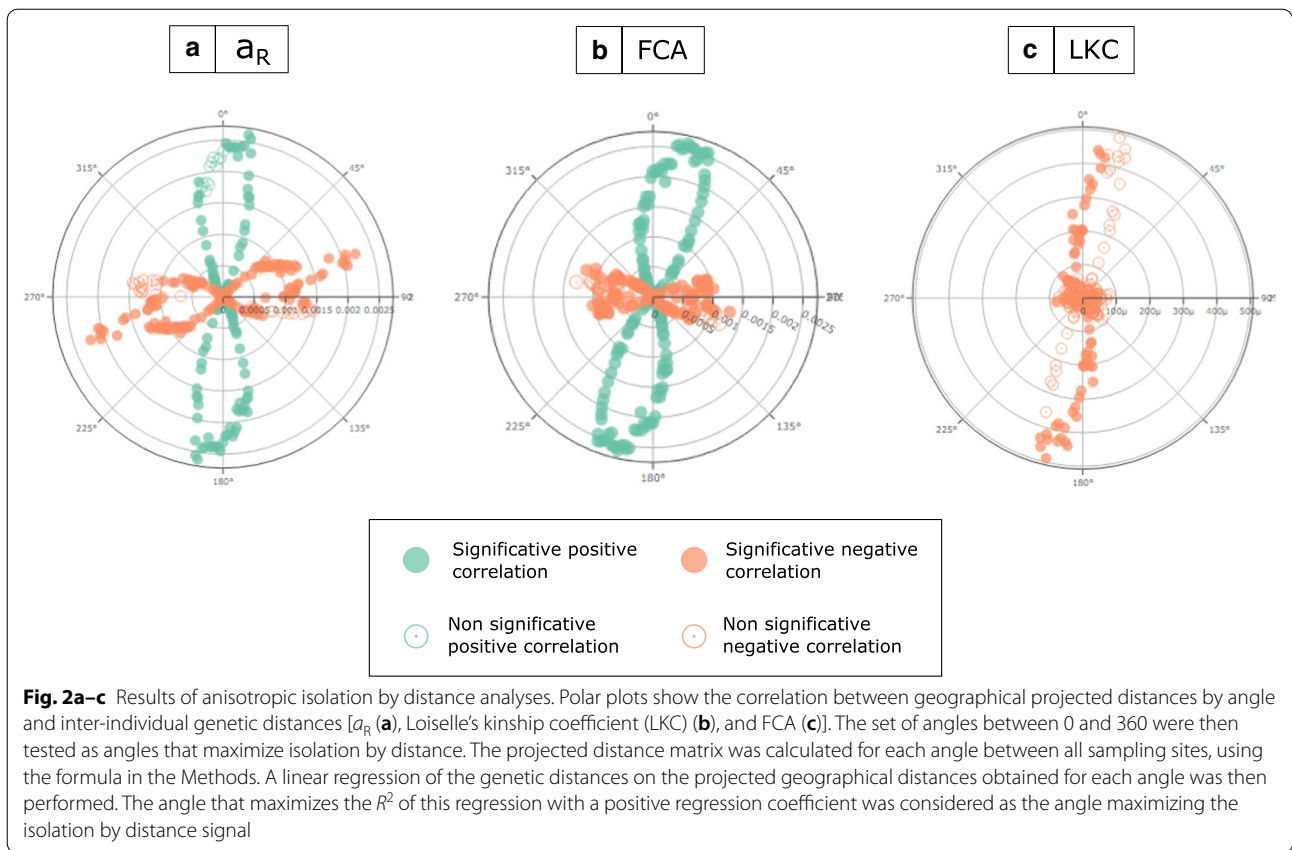 a a_R
b FCA
c LKC
0°
45°
90
135°
180°
225°
270°
315°
0.0005 0.001 0.0015 0.002 0.0025
0°
45°
135°
180°
225°
270°
315°
0 0.0005 0.001 0.0015 0.002 0.0025
0°
45°
135°
180°
225°
270°
315°
0 100μ 200μ 300μ 400μ 500μ
Significative positive
correlation
Significative negative
correlation
Non significative
positive correlation
Non significative
negative correlation
Fig. 2a–c Results of anisotropic isolation by distance analyses. Polar plots show the correlation between geographical projected distances by angle
and inter-individual genetic distances [a_R (a), Loiselle's kinship coefficient (LKC) (b), and FCA (c)]. The set of angles between 0 and 360 were then
tested as angles that maximize isolation by distance. The projected distance matrix was calculated for each angle between all sampling sites, using
the formula in the Methods. A linear regression of the genetic distances on the projected geographical distances obtained for each angle was then
performed. The angle that maximizes the R² of this regression with a positive regression coefficient was considered as the angle maximizing the
isolation by distance signal